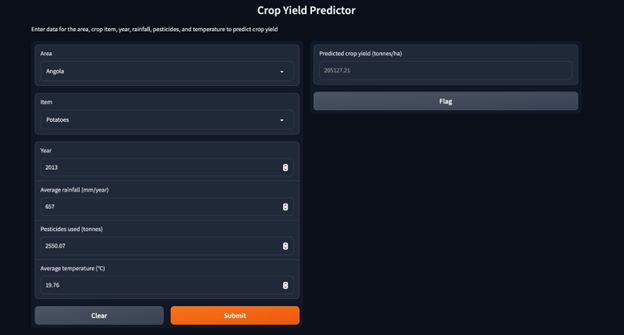 Crop Yield Predictor
Enter data for the area, crop item, year, rainfall, pesticides, and temperature to predict crop yield
Area
Angola
Item
Potatoes
Year
2013
Average rainfall (mm/year)
657
Pesticides used (tonnes)
2550.07
Average temperature (°C)
19.76
Clear
Submit
Predicted crop yield (tonnes/ha)
205127.21
Flag